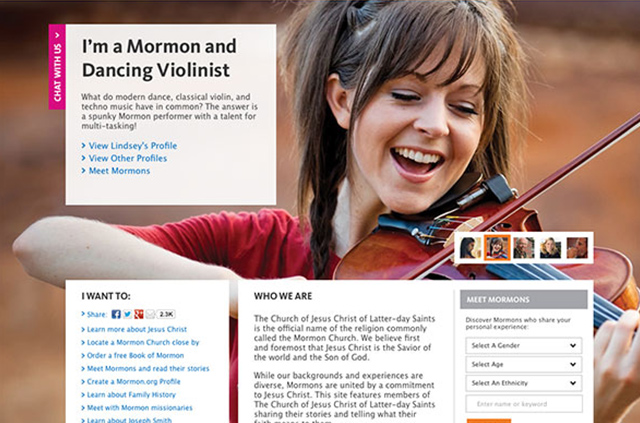 CHAT WITH US
I'm a Mormon and
Dancing Violinist
What do modern dance, classical violin, and
techno music have in common? The answer is
a spunky Mormon performer with a talent for
multi-tasking!
View Lindsey's Profile
View Other Profiles
Meet Mormons
I WANT TO:
Share: 2.3K
Learn more about Jesus Christ
Locate a Mormon Church close by
Order a free Book of Mormon
Meet Mormons and read their stories
Create a Mormon.org Profile
Learn about Family History
Meet with Mormon missionaries
Learn about Joseph Smith
WHO WE ARE
The Church of Jesus Christ of Latter-day Saints
is the official name of the religion commonly
called the Mormon Church. We believe first
and foremost that Jesus Christ is the Savior of
the world and the Son of God.
While our backgrounds and experiences are
diverse, Mormons are united by a commitment
to Jesus Christ. This site features members of
The Church of Jesus Christ of Latter-day Saints
sharing their stories and telling what their
faith means to them.
MEET MORMONS
Discover Mormons who share your
personal experience:
Select A Gender
Select Age
Select An Ethnicity
Enter name or keyword